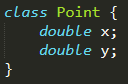 class Point {
    double x;
    double y;
}